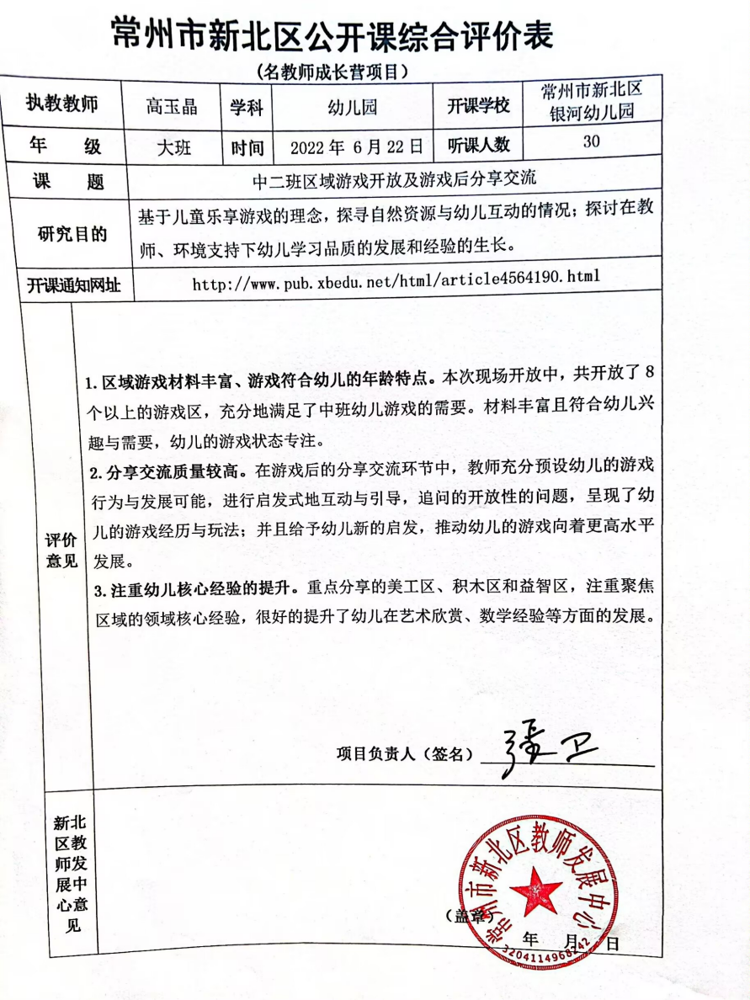 常州市新北区公开课综合评价表
(名教师成长营项目)
执教教师 高玉晶 学科 幼儿园 开课学校 常州市新北区
银河幼儿园
年 级 大班 时间 2022年 6月22日 听课人数 30
课 题 中二班区域游戏开放及游戏后分享交流
研究目的 基于儿童乐享游戏的理念，探寻自然资源与幼儿互动的情况；探讨在教
师、环境支持下幼儿学习品质的发展和经验的生长。
开课通知网址 http://www.pub.xbedu.net/html/article4564190.html
评价
意见
1.区域游戏材料丰富、游戏符合幼儿的年龄特点。本次现场开放中，共开放了8
个以上的游戏区，充分地满足了中班幼儿游戏的需要。材料丰富且符合幼儿兴
趣与需要，幼儿的游戏状态专注。
2.分享交流质量较高。在游戏后的分享交流环节中，教师充分预设幼儿的游戏
行为与发展可能，进行启发式地互动与引导，追问的开放性的问题，呈现了幼
儿的游戏经历与玩法；并且给予幼儿新的启发，推动幼儿的游戏向着更高水平
发展。
3.注重幼儿核心经验的提升。重点分享的美工区、积木区和益智区，注重聚焦
区域的领域核心经验，很好的提升了幼儿在艺术欣赏、数学经验等方面的发展。
项目负责人（签名） 张卫
新北
区教
师发
展中
心意
见
常州市新北区教师发展中心
（盖章）
年 月 日
3204114968242